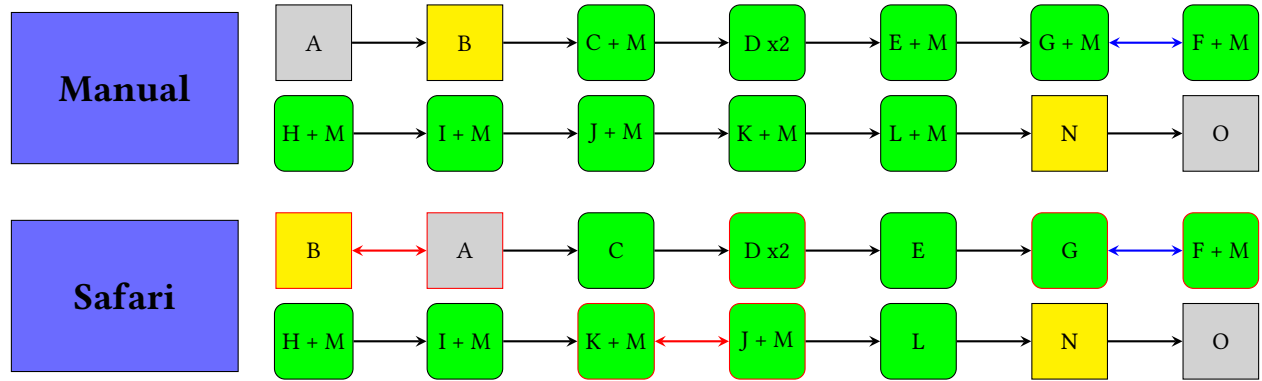 Manual
A B C + M D x2 E + M G + M F + M
H + M I + M J + M K + M L + M N O
Safari
B A C D x2 E G F + M
H + M I + M K + M J + M L N O